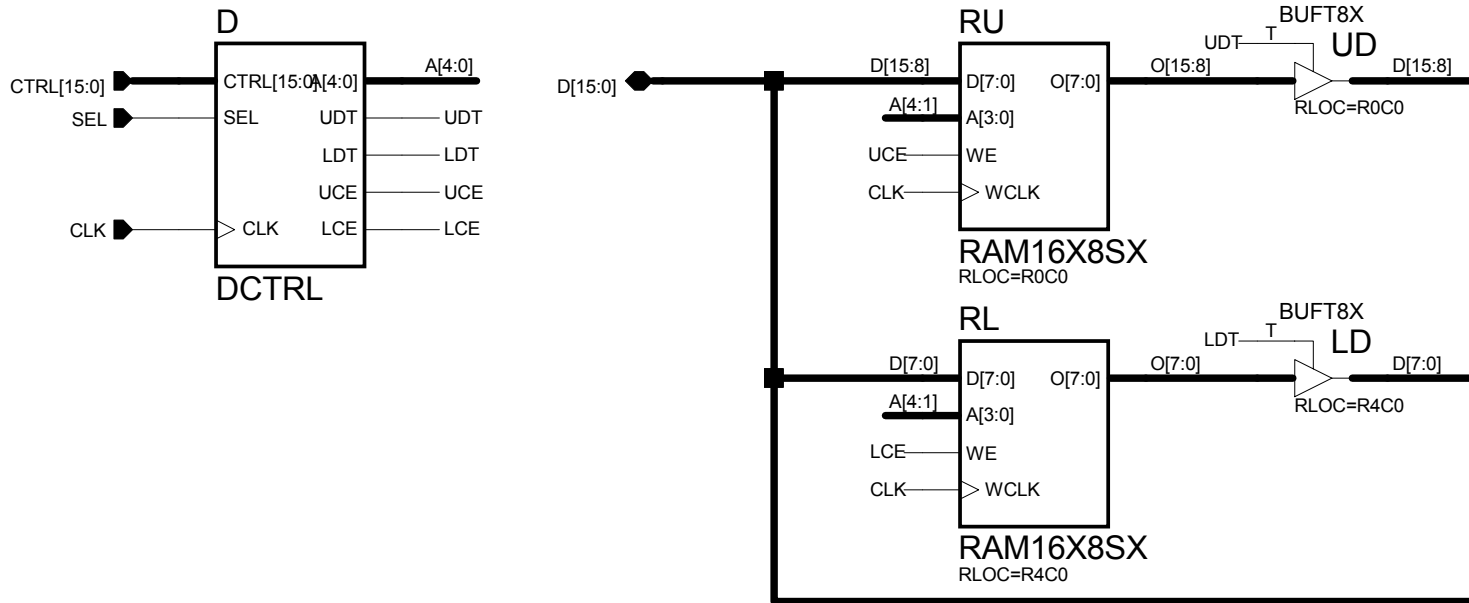 D
CTRL[15:0]
SEL
CLK
CTRL[15:0]
A[4:0]
SEL
UDT
LDT
UCE
CLK
LCE
A[4:0]
UDT
LDT
UCE
LCE
DCTRL
D[15:0]
RU
D[15:8]
A[4:1]
UCE
CLK
D[7:0]
O[7:0]
A[3:0]
WE
WCLK
RAM16X8SX
RLOC=R0C0
O[15:8]
BUFT8X
UDT
T
UD
RLOC=R0C0
D[15:8]
RL
D[7:0]
A[4:1]
LCE
CLK
D[7:0]
O[7:0]
A[3:0]
WE
WCLK
RAM16X8SX
RLOC=R4C0
O[7:0]
BUFT8X
LDT
T
LD
RLOC=R4C0
D[7:0]